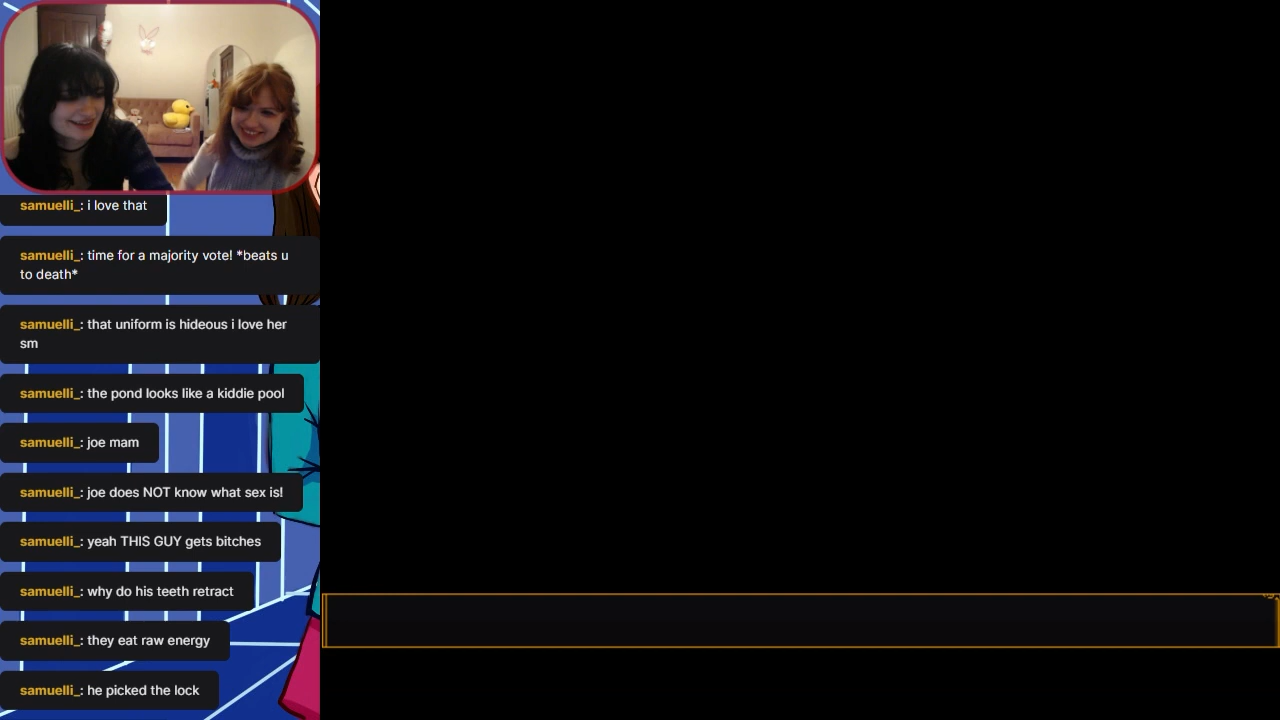 samuelli_: i love that
samuelli_: time for a majority vote! *beats u
to death*
samuelli_: that uniform is hideous i love her
sm
samuelli_: the pond looks like a kiddie pool
samuelli_: joe mam
samuelli_: joe does NOT know what sex is!
samuelli_: yeah THIS GUY gets bitches
samuelli_: why do his teeth retract
samuelli_: they eat raw energy
samuelli_: he picked the lock